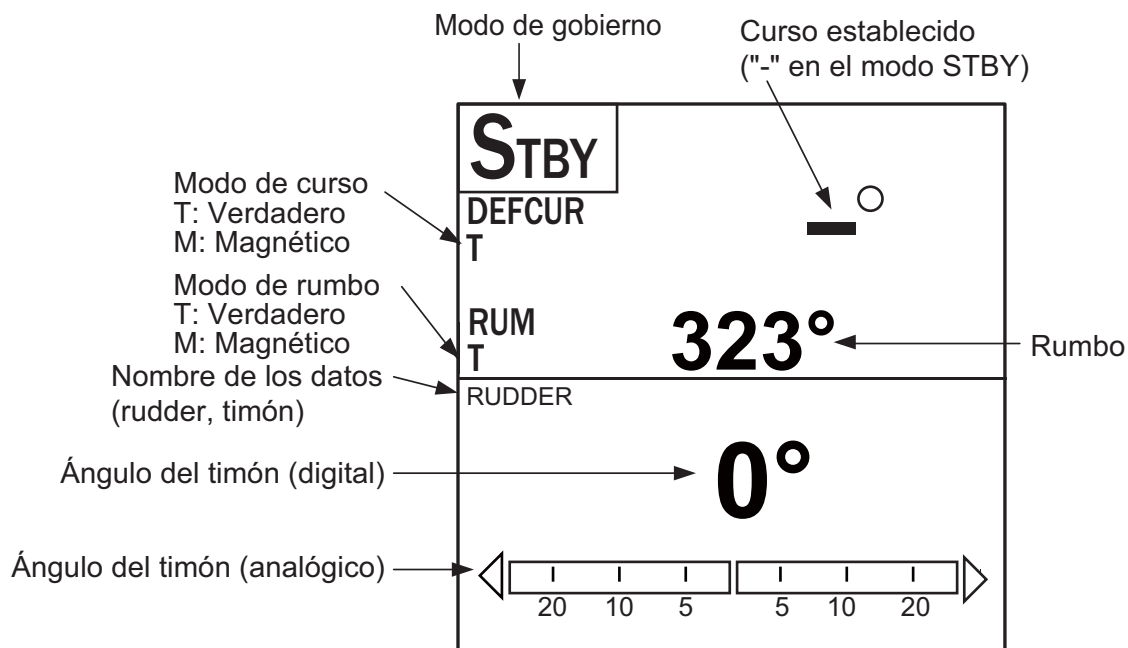 Modo de gobierno
Curso establecido
("-" en el modo STBY)
STBY
Modo de curso
T: Verdadero
M: Magnético
DEFCUR
T
–°
Modo de rumbo
T: Verdadero
M: Magnético
RUM
T
323°
Rumbo
Nombre de los datos
(rudder, timón)
RUDDER
Ángulo del timón (digital)
0°
Ángulo del timón (analógico)
20 10 5 5 10 20